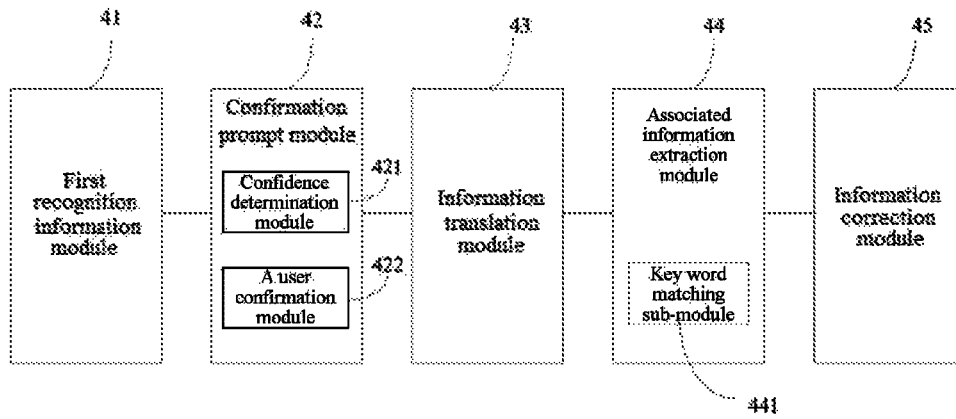 41
42
43
44
45
First
recognition
information
module
Confirmation
prompt module
Confidence
determination
module
421
A user
confirmation
module
422
Information
translation
module
Associated
information
extraction
module
Key word
matching
sub-module
441
Information
correction
module